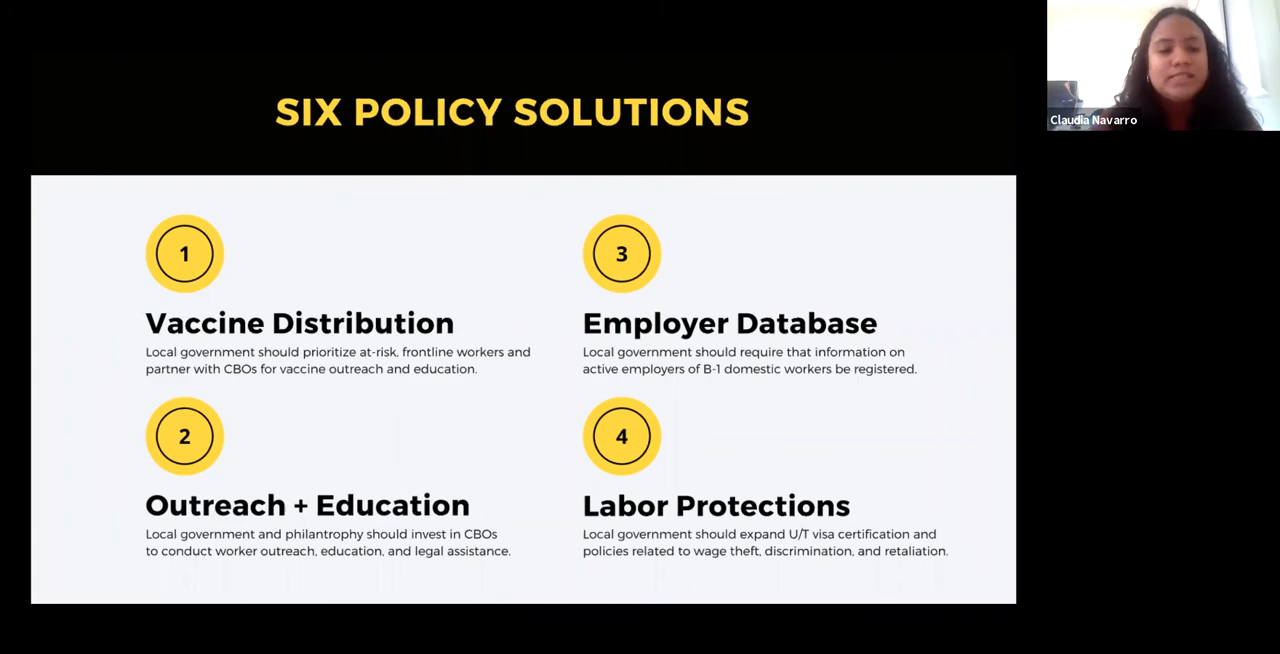 SIX POLICY SOLUTIONS
Claudia Navarro
1
Vaccine Distribution
Local government should prioritize at-risk, frontline workers and
partner with CBOs for vaccine outreach and education.
2
Outreach + Education
Local government and philantrophy should invest in CBOs
to conduct worker outreach, education, and legal assistance.
3
Employer Database
Local government should require that information on
active employers of B-1 domestic workers be registered.
4
Labor Protections
Local government should expand U/T visa certification and
policies related to wage theft, discrimination, and retaliation.